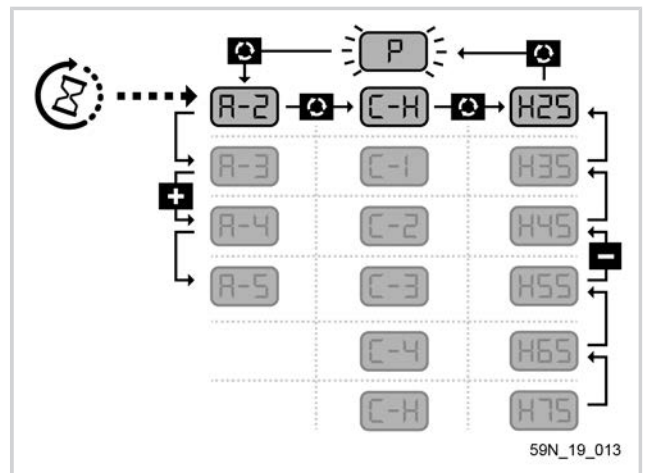 P
A-2 C-H H25
A-3 C-1 H35
+
A-4 C-2 H45
-
A-5 C-3 H55
C-4 H65
C-H H75
59N_19_013